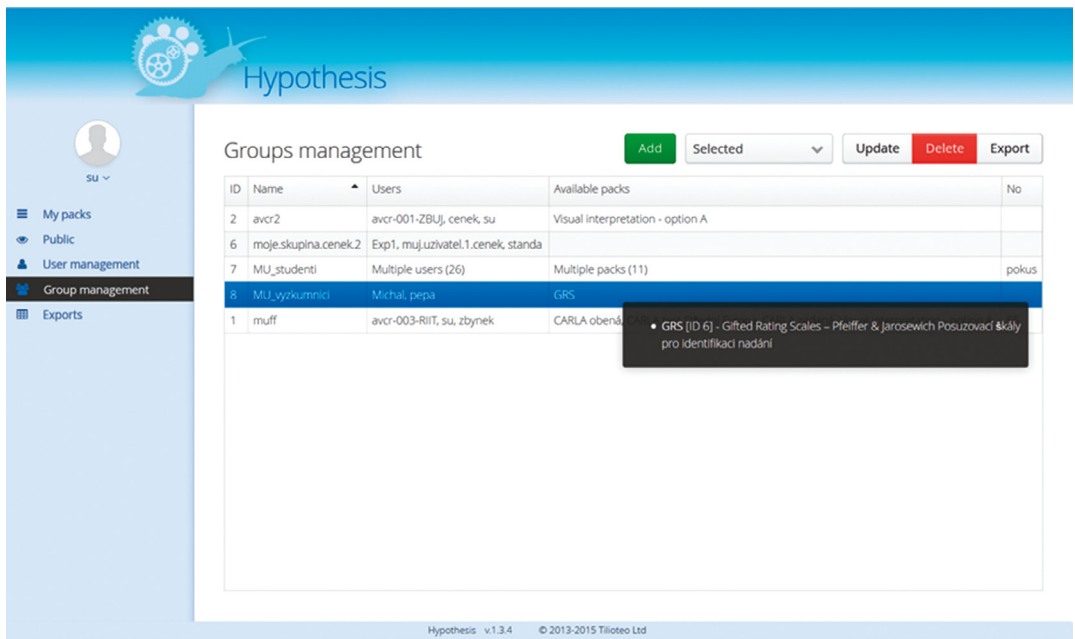 Hypothesis
su
My packs
Public
User management
Group management
Exports
Groups management
Add Selected Update Delete Export
ID Name Users Available packs No
2 avcr2 avcr-001-ZBUJ, cenek, su Visual interpretation - option A
6 moje.skupina.cenek.2 Exp1, muj.uzivatel.1.cenek, standa
7 MU_studenti Multiple users (26) Multiple packs (11) pokus
8 MU_vyzkumnici Michal, pepa GRS
1 muff avcr-003-RIIT, su, zbynek CARLA obená,
• GRS [ID 6] - Gifted Rating Scales – Pfeiffer & Jarosewich Posuzovací škály
pro identifikaci nadání
Hypothesis v.1.3.4 © 2013-2015 Tilioteo Ltd